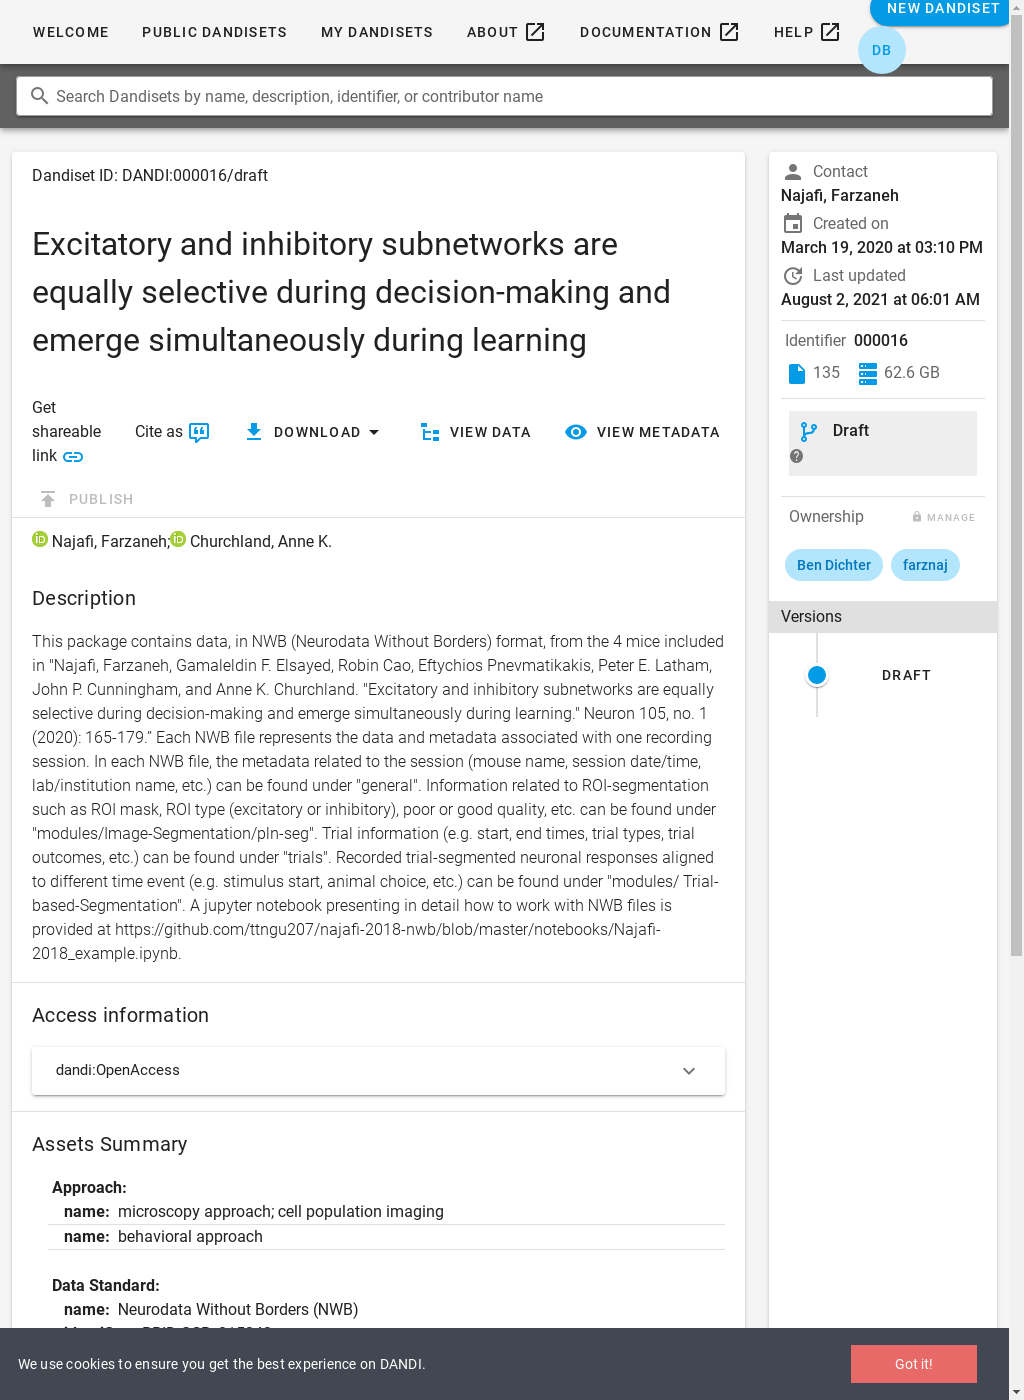 WELCOME
PUBLIC DANDISETS
MY DANDISETS
ABOUT
DOCUMENTATION
HELP
NEW DANDISET
DB
Search Dandisets by name, description, identifier, or contributor name
Dandiset ID: DANDI:000016/draft
Excitatory and inhibitory subnetworks are
equally selective during decision-making and
emerge simultaneously during learning
Get
shareable
link
Cite as
DOWNLOAD
VIEW DATA
VIEW METADATA
PUBLISH
Najafi, Farzaneh;
Churchland, Anne K.
Description
This package contains data, in NWB (Neurodata Without Borders) format, from the 4 mice included
in "Najafi, Farzaneh, Gamaleldin F. Elsayed, Robin Cao, Eftychios Pnevmatikakis, Peter E. Latham,
John P. Cunningham, and Anne K. Churchland. "Excitatory and inhibitory subnetworks are equally
selective during decision-making and emerge simultaneously during learning." Neuron 105, no. 1
(2020): 165-179.” Each NWB file represents the data and metadata associated with one recording
session. In each NWB file, the metadata related to the session (mouse name, session date/time,
lab/institution name, etc.) can be found under "general". Information related to ROI-segmentation
such as ROI mask, ROI type (excitatory or inhibitory), poor or good quality, etc. can be found under
"modules/Image-Segmentation/pln-seg". Trial information (e.g. start, end times, trial types, trial
outcomes, etc.) can be found under "trials". Recorded trial-segmented neuronal responses aligned
to different time event (e.g. stimulus start, animal choice, etc.) can be found under "modules/ Trial-
based-Segmentation". A jupyter notebook presenting in detail how to work with NWB files is
provided at https://github.com/ttngu207/najafi-2018-nwb/blob/master/notebooks/Najafi-
2018_example.ipynb.
Access information
dandi:OpenAccess
Assets Summary
Approach:
name: microscopy approach; cell population imaging
name: behavioral approach
Data Standard:
name: Neurodata Without Borders (NWB)
Contact
Najafi, Farzaneh
Created on
March 19, 2020 at 03:10 PM
Last updated
August 2, 2021 at 06:01 AM
Identifier 000016
135
62.6 GB
Draft
Ownership
MANAGE
Ben Dichter
farznaj
Versions
DRAFT
We use cookies to ensure you get the best experience on DANDI.
Got it!